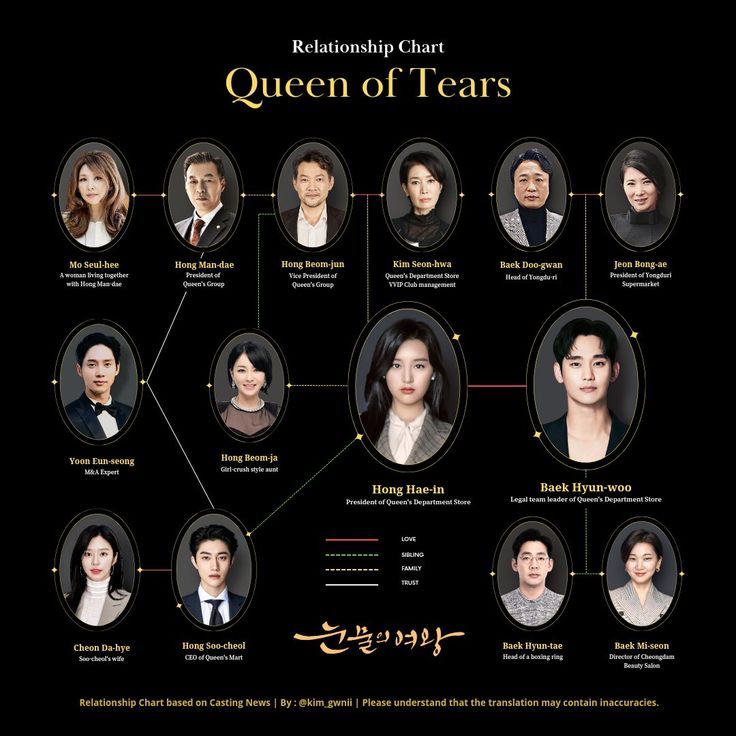 Relationship Chart
Queen of Tears
Mo Seul-hee
A woman living together
with Hong Man-dae
Hong Man-dae
President of
Queen's Group
Hong Beom-jun
Vice President of
Queen's Group
Kim Seon-hwa
Queen's Department Store
VVIP Club management
Baek Doo-gwan
Head of Yongdu-ri
Jeon Bong-ae
President of Yongduri
Supermarket
Yoon Eun-seong
M&A Expert
Hong Beom-ja
Girl-crush style aunt
Hong Hae-in
President of Queen's Department Store
Baek Hyun-woo
Legal team leader of Queen's Department Store
Cheon Da-hye
Soo-cheol's wife
Hong Soo-cheol
CEO of Queen's Mart
LOVE
SIBLING
FAMILY
TRUST
눈물의 여왕
Baek Hyun-tae
Head of a boxing ring
Baek Mi-seon
Director of Cheongdam
Beauty Salon
Relationship Chart based on Casting News | By : @kim_gwnii | Please understand that the translation may contain inaccuracies.